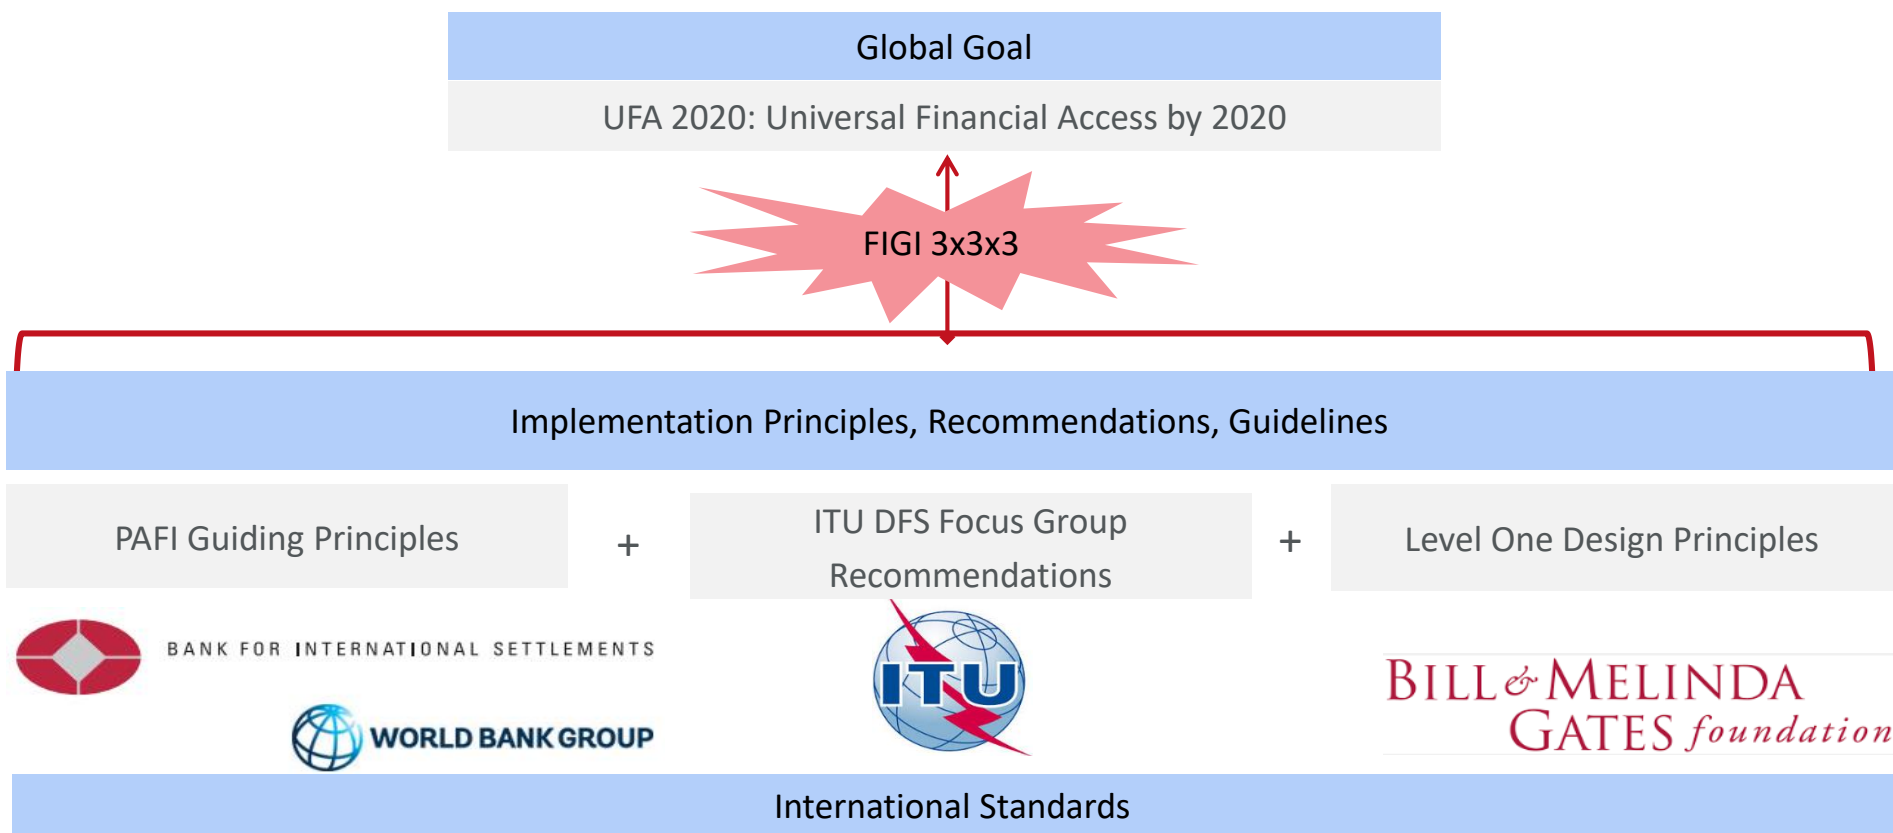 Global Goal
UFA 2020: Universal Financial Access by 2020
FIGI 3x3x3
Implementation Principles, Recommendations, Guidelines
PAFI Guiding Principles
+
ITU DFS Focus Group
Recommendations
+
Level One Design Principles
BANK FOR INTERNATIONAL SETTLEMENTS
WORLD BANK GROUP
ITU
BILL & MELINDA
GATES foundation
International Standards